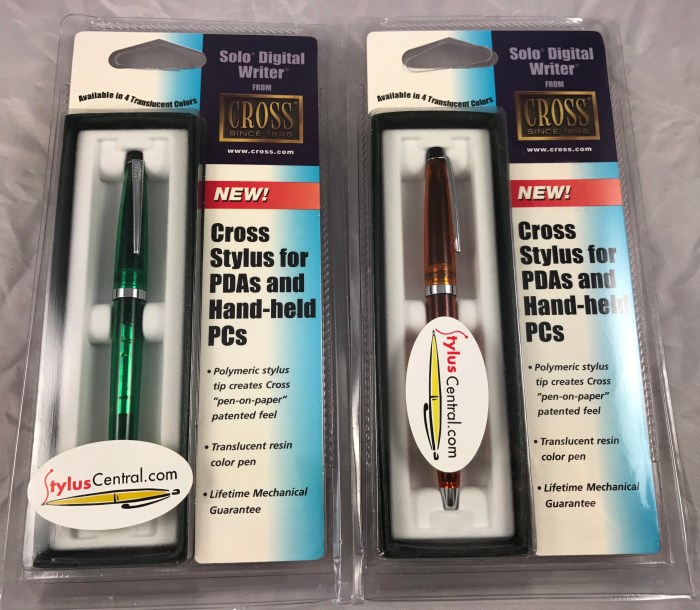 Available in 4 Translucent Colors
Solo® Digital
Writer®
FROM
CROSS
SINCE 1846
www.cross.com
NEW!
Cross
Stylus for
PDAs and
Hand-held
PCs
• Polymeric stylus
tip creates Cross
"pen-on-paper"
patented feel
• Translucent resin
color pen
• Lifetime Mechanical
Guarantee
StylusCentral.com
Available in 4 Translucent Colors
Solo® Digital
Writer®
FROM
CROSS
SINCE 1846
www.cross.com
NEW!
Cross
Stylus for
PDAs and
Hand-held
PCs
• Polymeric stylus
tip creates Cross
"pen-on-paper"
patented feel
• Translucent resin
color pen
• Lifetime Mechanical
Guarantee
StylusCentral.com